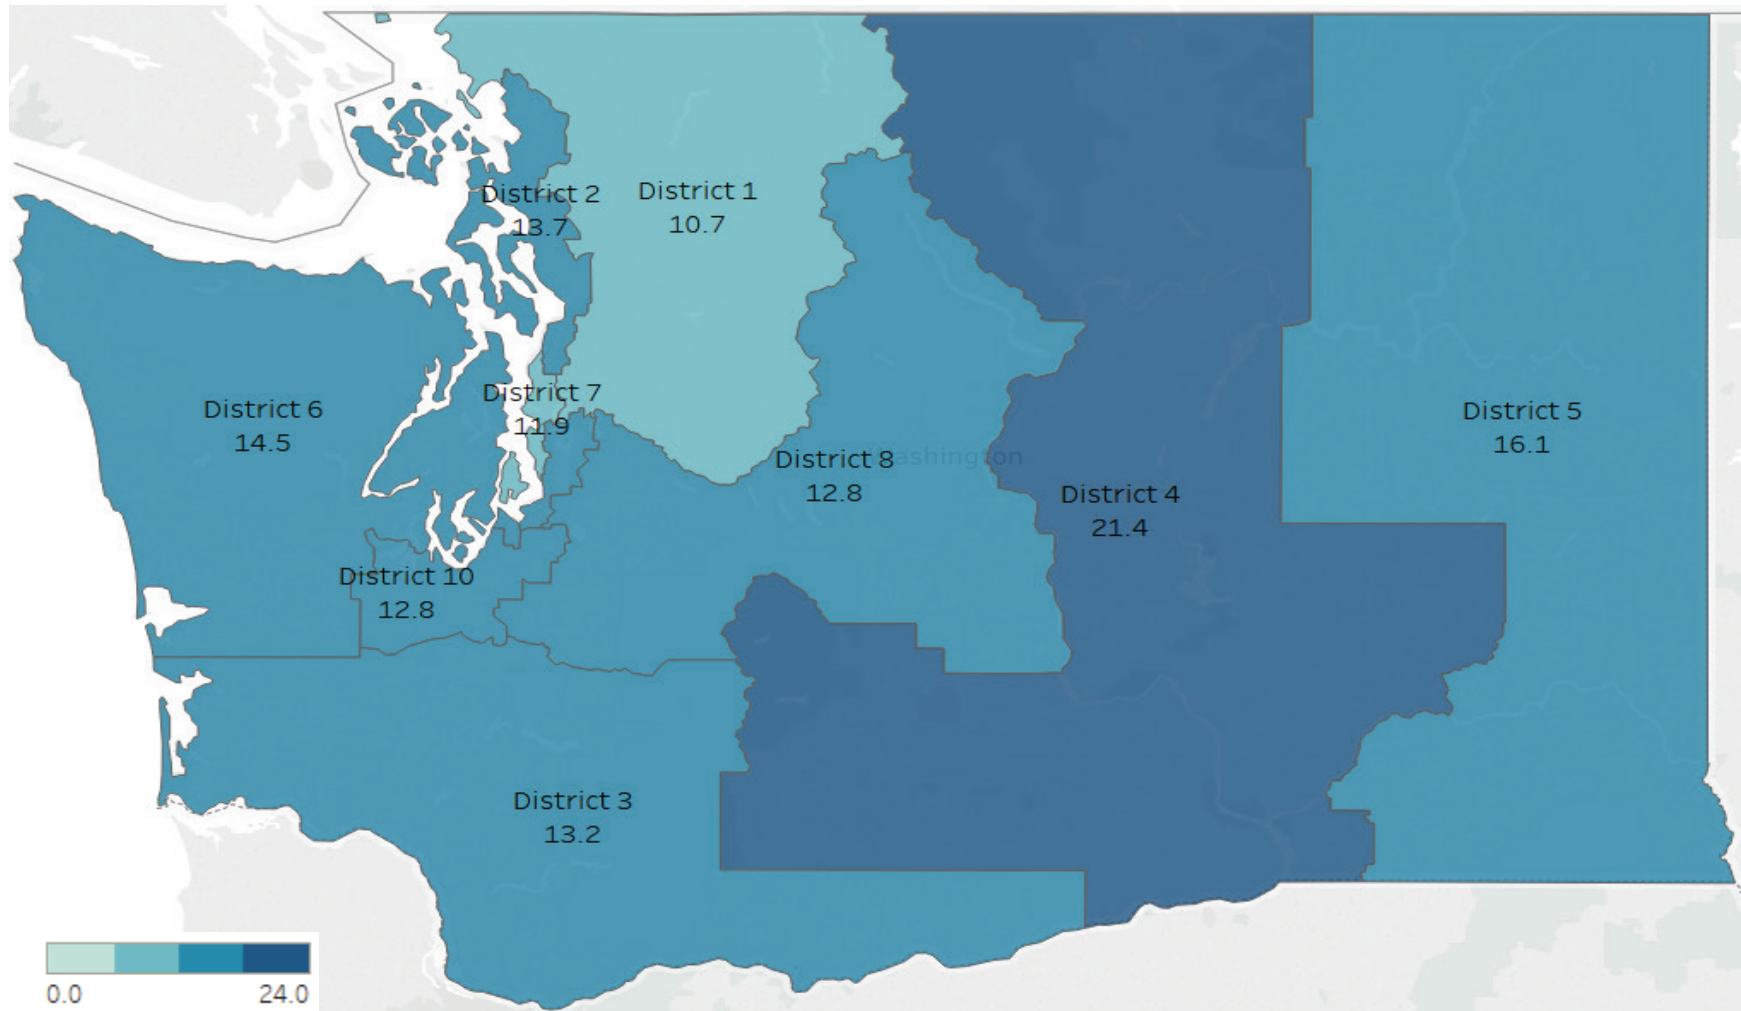 District 2
13.7
District 1
10.7
District 7
11.9
District 6
14.5
District 5
16.1
District 8
12.8
Washington
District 4
21.4
District 10
12.8
District 3
13.2
0.0
24.0